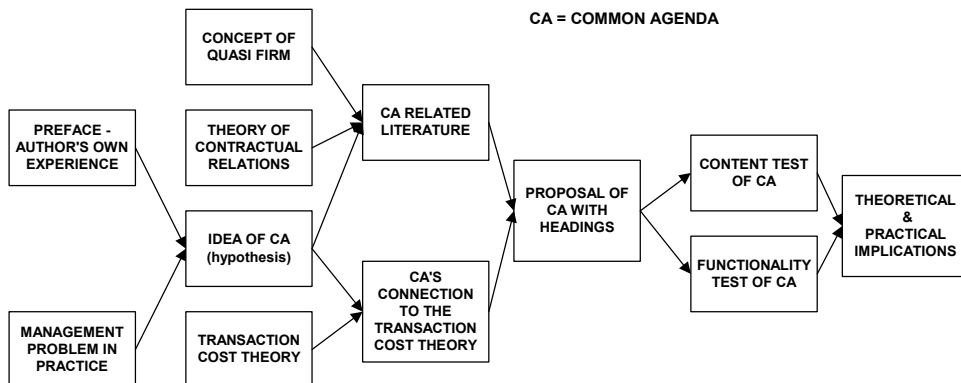 CA = COMMON AGENDA
CONCEPT OF
QUASI FIRM
PREFACE -
AUTHOR'S OWN
EXPERIENCE
THEORY OF
CONTRACTUAL
RELATIONS
CA RELATED
LITERATURE
IDEA OF CA
(hypothesis)
MANAGEMENT
PROBLEM IN
PRACTICE
TRANSACTION
COST THEORY
CA'S
CONNECTION
TO THE
TRANSACTION
COST THEORY
PROPOSAL OF
CA WITH
HEADINGS
CONTENT TEST
OF CA
FUNCTIONALITY
TEST OF CA
THEORETICAL
&
PRACTICAL
IMPLICATIONS